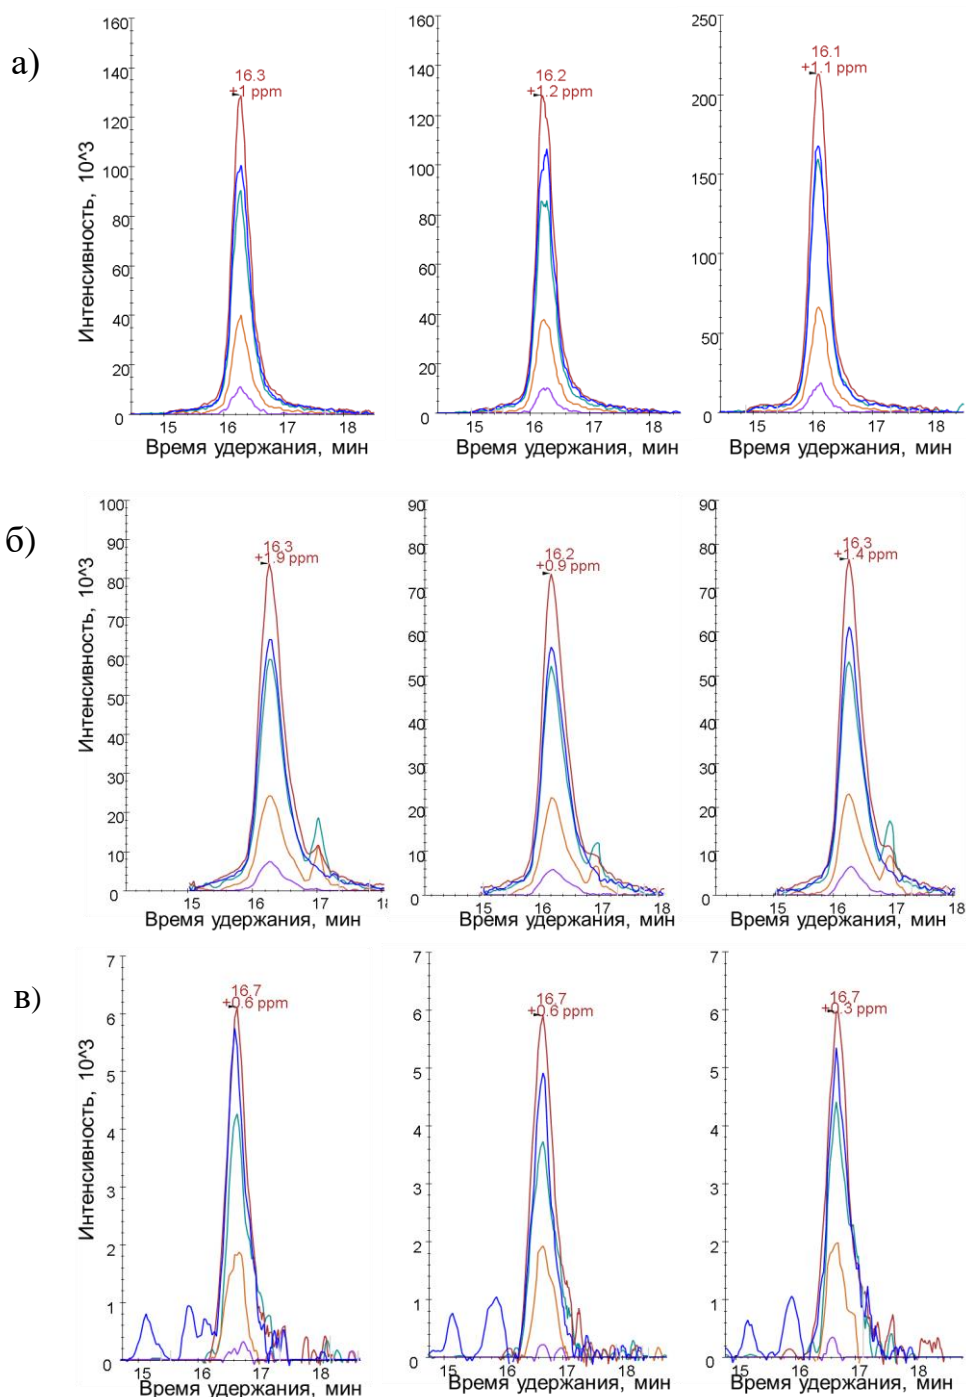 а)
Интенсивность, 10^3
160
140
120
100
80
60
40
20
0
16.3
+1 ppm
15 16 17 18
Время удержания, мин
160
140
120
100
80
60
40
20
0
16.2
+1.2 ppm
15 16 17 18
Время удержания, мин
250
200
150
100
50
0
16.1
+1.1 ppm
15 16 17 18
Время удержания, мин
б)
Интенсивность, 10^3
100
90
80
70
60
50
40
30
20
10
0
16.3
+1.9 ppm
15 16 17
Время удержания, мин
90
80
70
60
50
40
30
20
10
0
16.2
+0.9 ppm
15 16 17 18
Время удержания, мин
90
80
70
60
50
40
30
20
10
0
16.3
+1.4 ppm
15 16 17 18
Время удержания, мин
в)
Интенсивность, 10^3
7
6
5
4
3
2
1
0
16.7
+0.6 ppm
15 16 17 18
Время удержания, мин
7
6
5
4
3
2
1
0
16.7
+0.6 ppm
15 16 17 18
Время удержания, мин
7
6
5
4
3
2
1
0
16.7
+0.3 ppm
15 16 17 18
Время удержания, мин